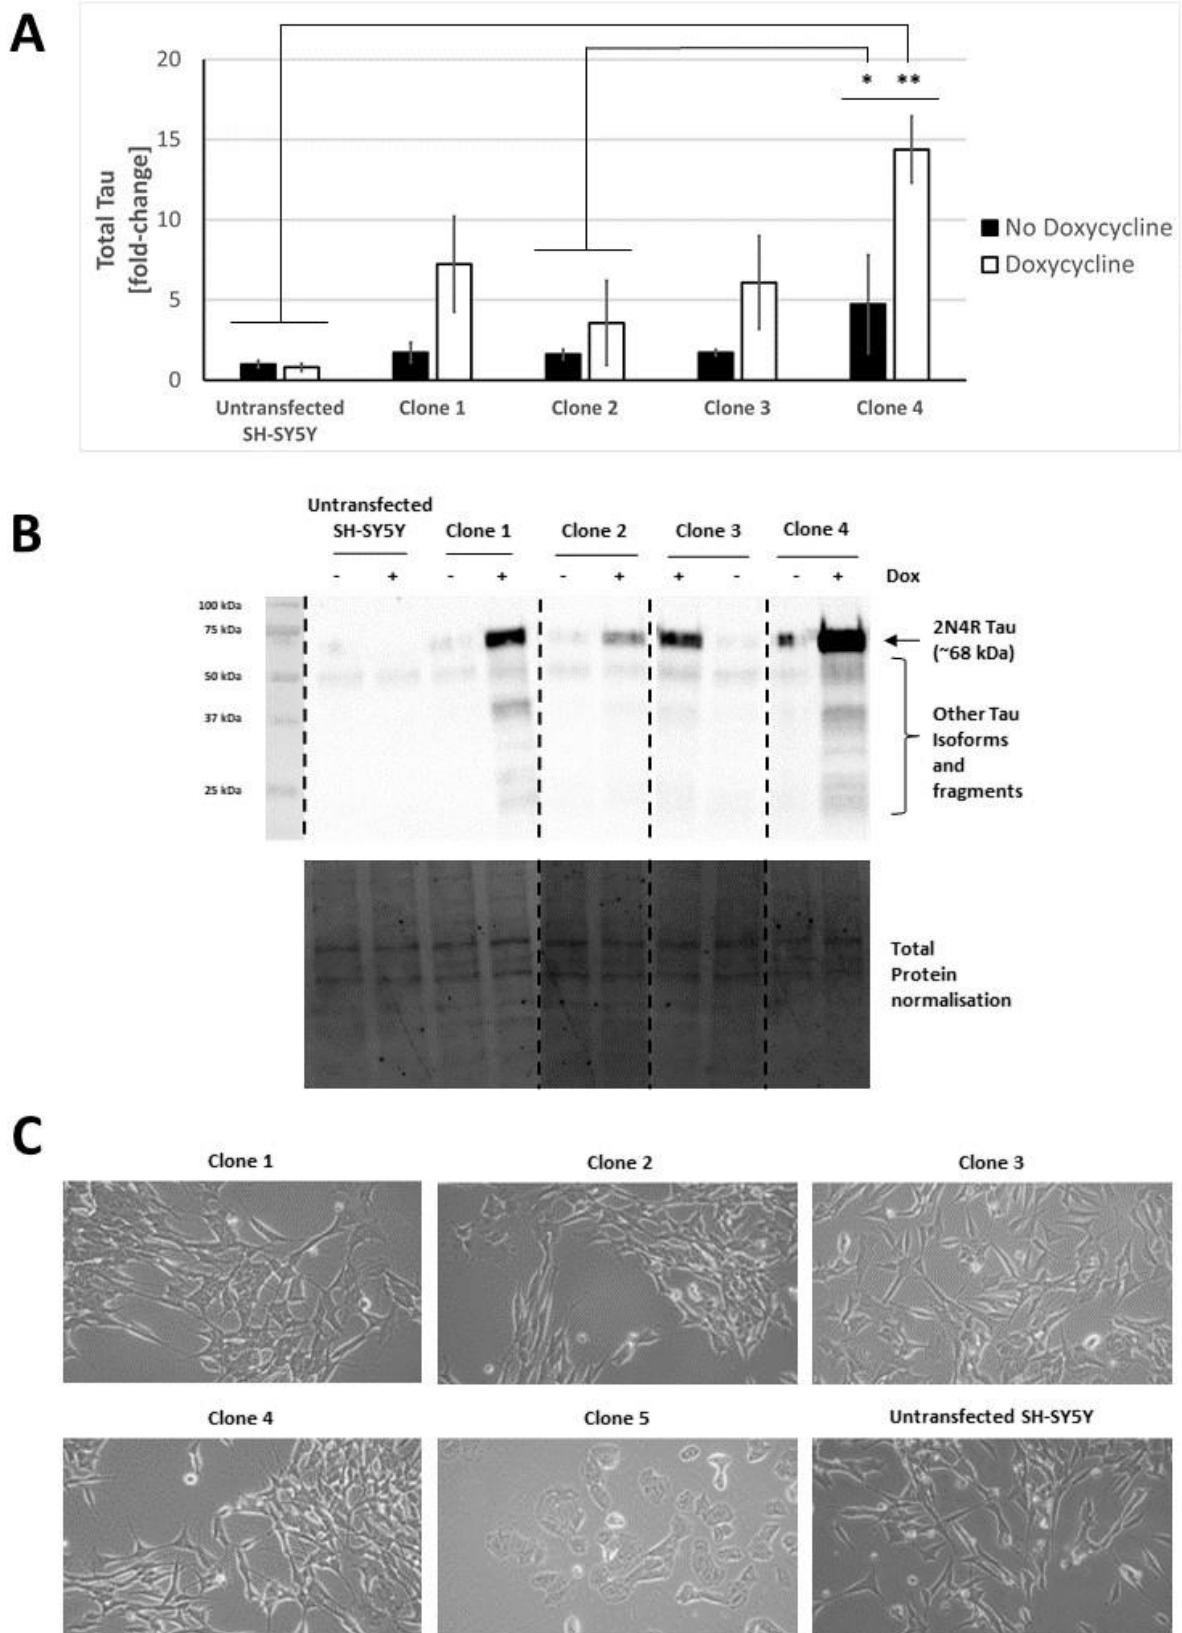 A
Total Tau
[fold-change]
20
15
10
5
0
* **
No Doxycycline
Doxycycline
Untransfected
SH-SY5Y
Clone 1
Clone 2
Clone 3
Clone 4
B
Untransfected
SH-SY5Y
Clone 1
Clone 2
Clone 3
Clone 4
- + - + - + + - - + Dox
100 kDa
75 kDa
50 kDa
37 kDa
25 kDa
2N4R Tau
(~68 kDa)
Other Tau
Isoforms
and
fragments
Total
Protein
normalisation
C
Clone 1
Clone 2
Clone 3
Clone 4
Clone 5
Untransfected SH-SY5Y